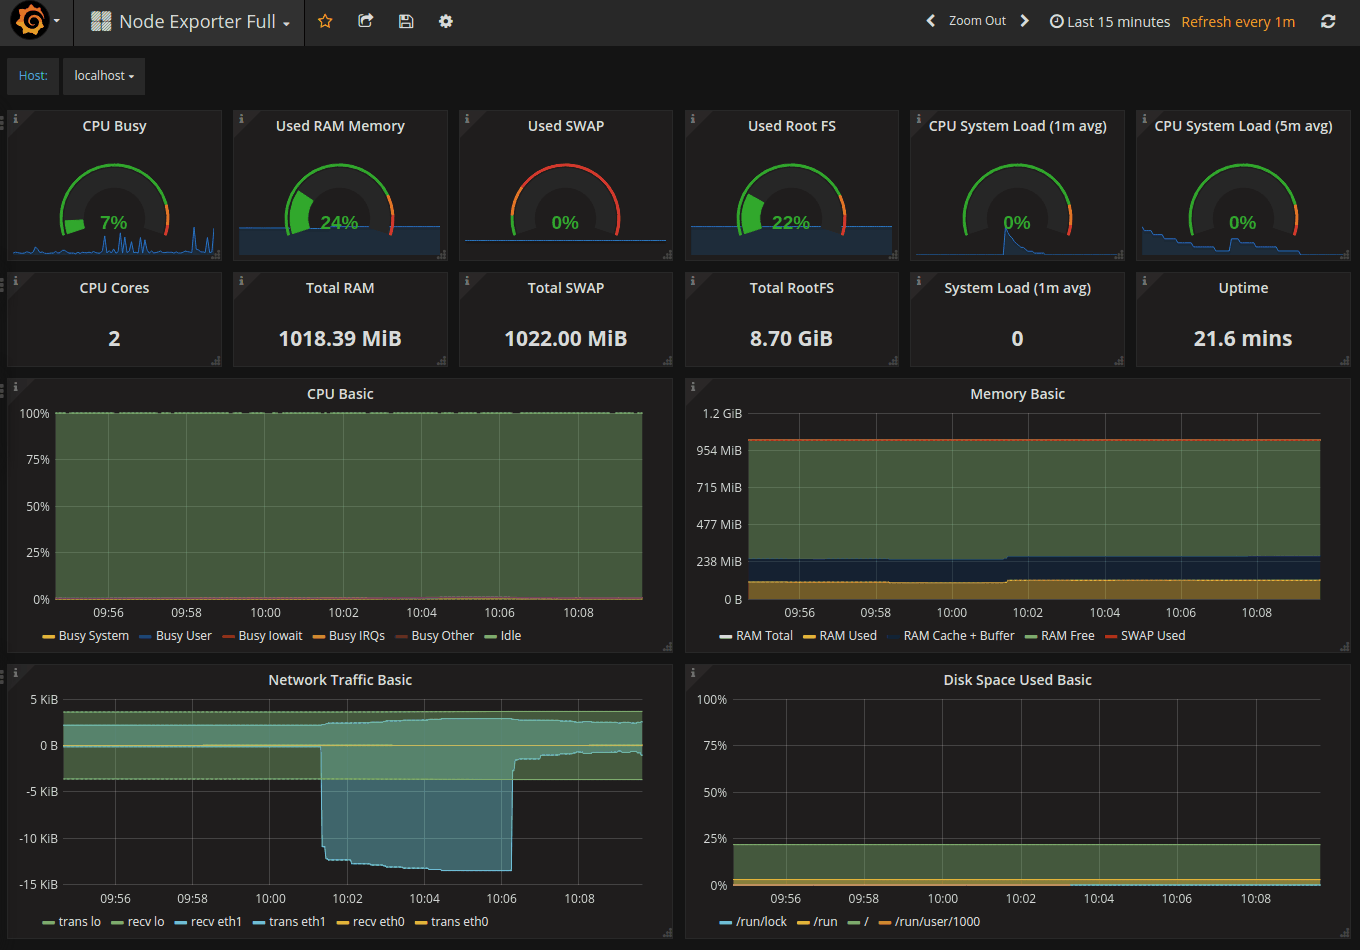 Node Exporter Full
Zoom Out
Last 15 minutes Refresh every 1m
Host: localhost
CPU Busy
7%
Used RAM Memory
24%
Used SWAP
0%
Used Root FS
22%
CPU System Load (1m avg)
0%
CPU System Load (5m avg)
0%
CPU Cores
2
Total RAM
1018.39 MiB
Total SWAP
1022.00 MiB
Total RootFS
8.70 GiB
System Load (1m avg)
0
Uptime
21.6 mins
CPU Basic
100%
75%
50%
25%
0%
09:56 09:58 10:00 10:02 10:04 10:06 10:08
Busy System Busy User Busy Iowait Busy IRQs Busy Other Idle
Memory Basic
1.2 GiB
954 MiB
715 MiB
477 MiB
238 MiB
0 B
09:56 09:58 10:00 10:02 10:04 10:06 10:08
RAM Total RAM Used RAM Cache + Buffer RAM Free SWAP Used
Network Traffic Basic
5 KiB
0 B
-5 KiB
-10 KiB
-15 KiB
09:56 09:58 10:00 10:02 10:04 10:06 10:08
trans lo recv lo recv eth1 trans eth1 recv eth0 trans eth0
Disk Space Used Basic
100%
75%
50%
25%
0%
09:56 09:58 10:00 10:02 10:04 10:06 10:08
/run/lock /run / /run/user/1000